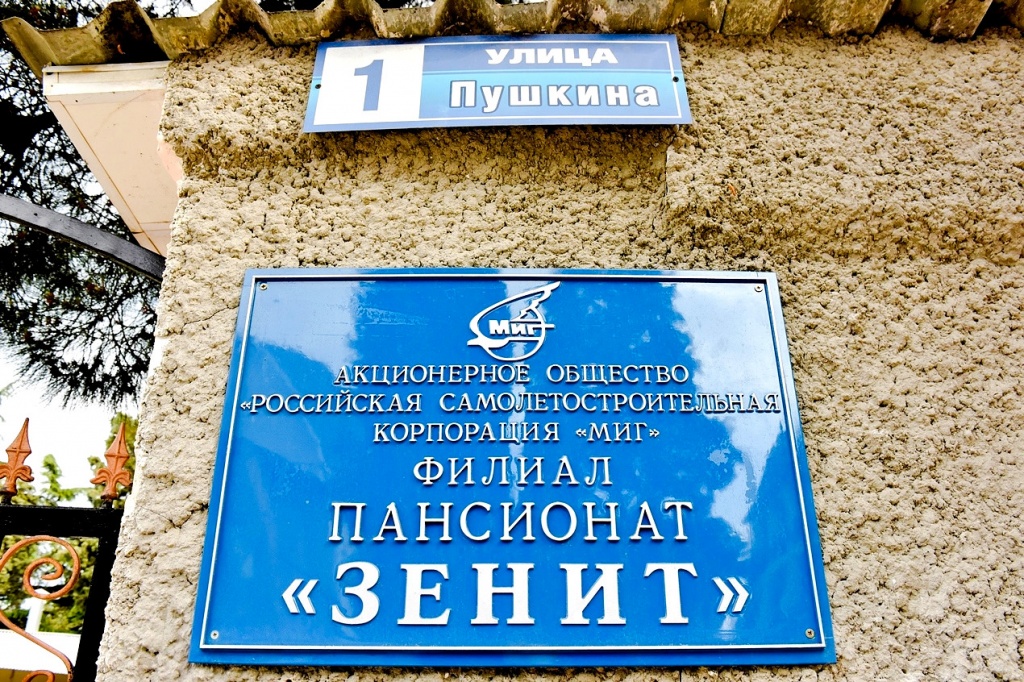 1
УЛИЦА
Пушкина
МиГ
АКЦИОНЕРНОЕ ОБЩЕСТВО
«РОССИЙСКАЯ САМОЛЕТОСТРОИТЕЛЬНАЯ
КОРПОРАЦИЯ «МИГ»
ФИЛИАЛ
ПАНСИОНАТ
«ЗЕНИТ»